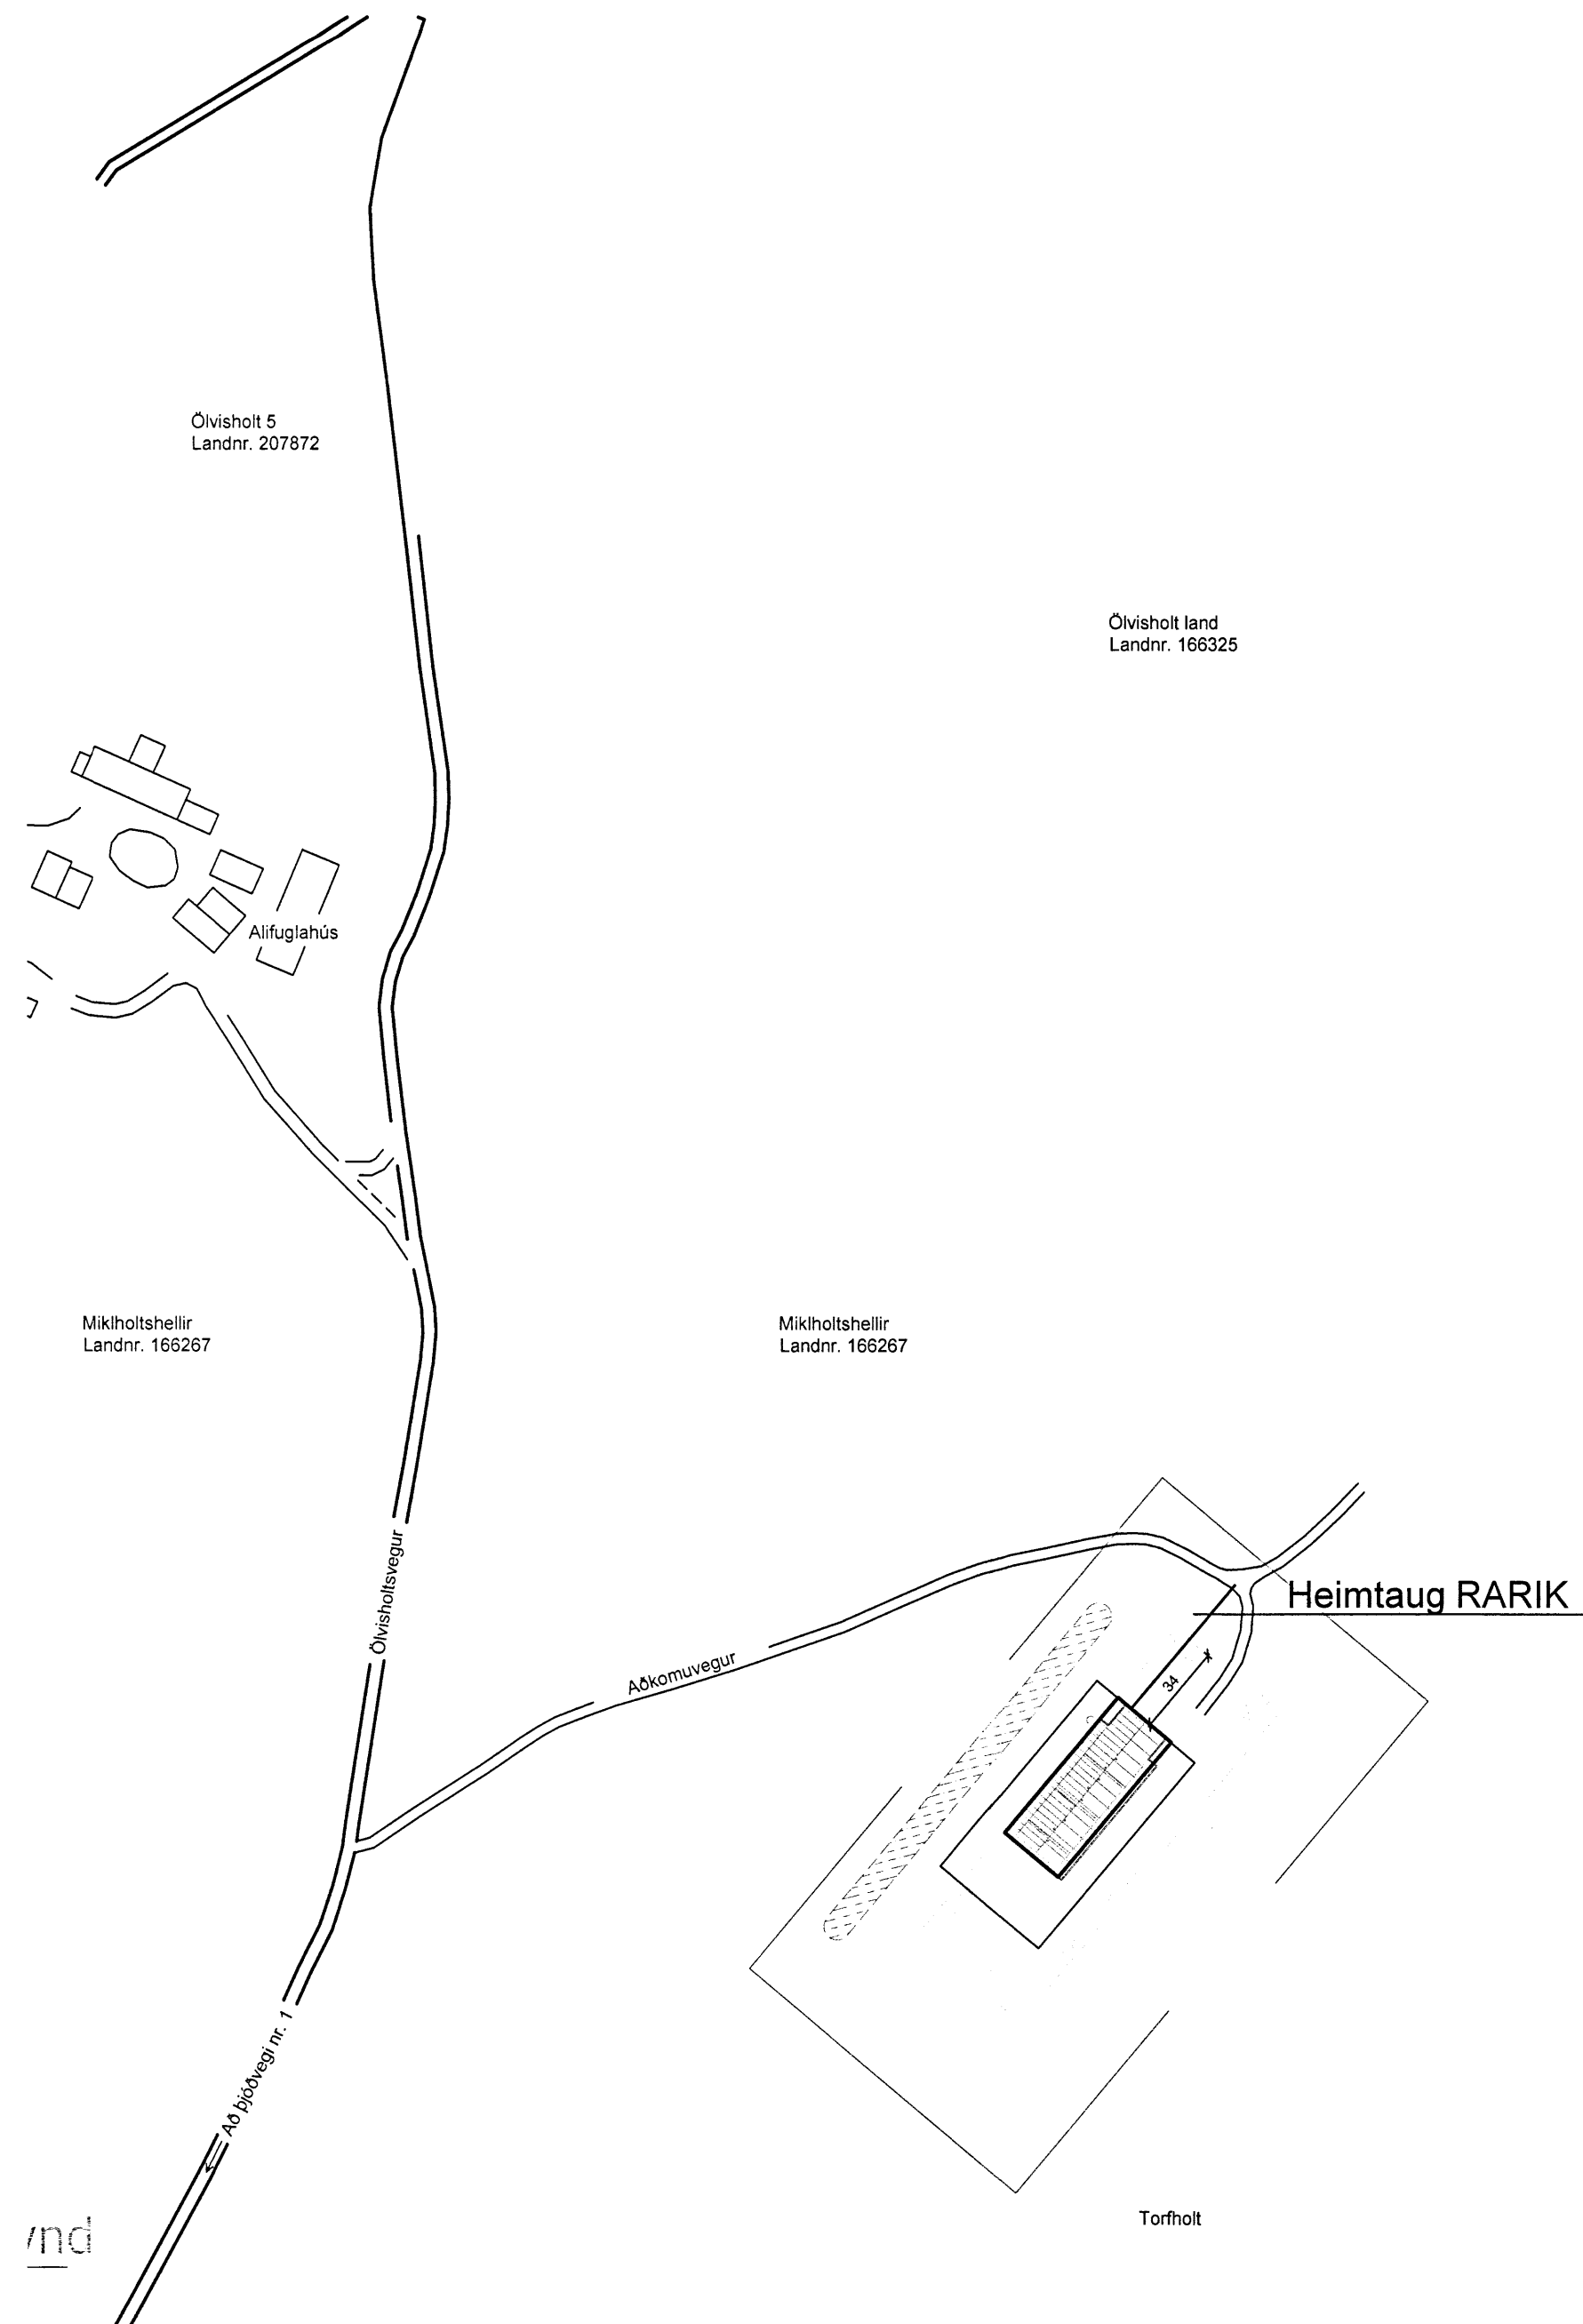 Ölvisholt 5
Landnr. 207872
Ölvisholt land
Landnr. 166325
Alifuglahús
Miklholtshellir
Landnr. 166267
Miklholtshellir
Landnr. 166267
Ölvisholtsvegur
Heimtaug RARIK
Aðkomuvegur
34
Að þjóðvegi nr. 1
Torfholt